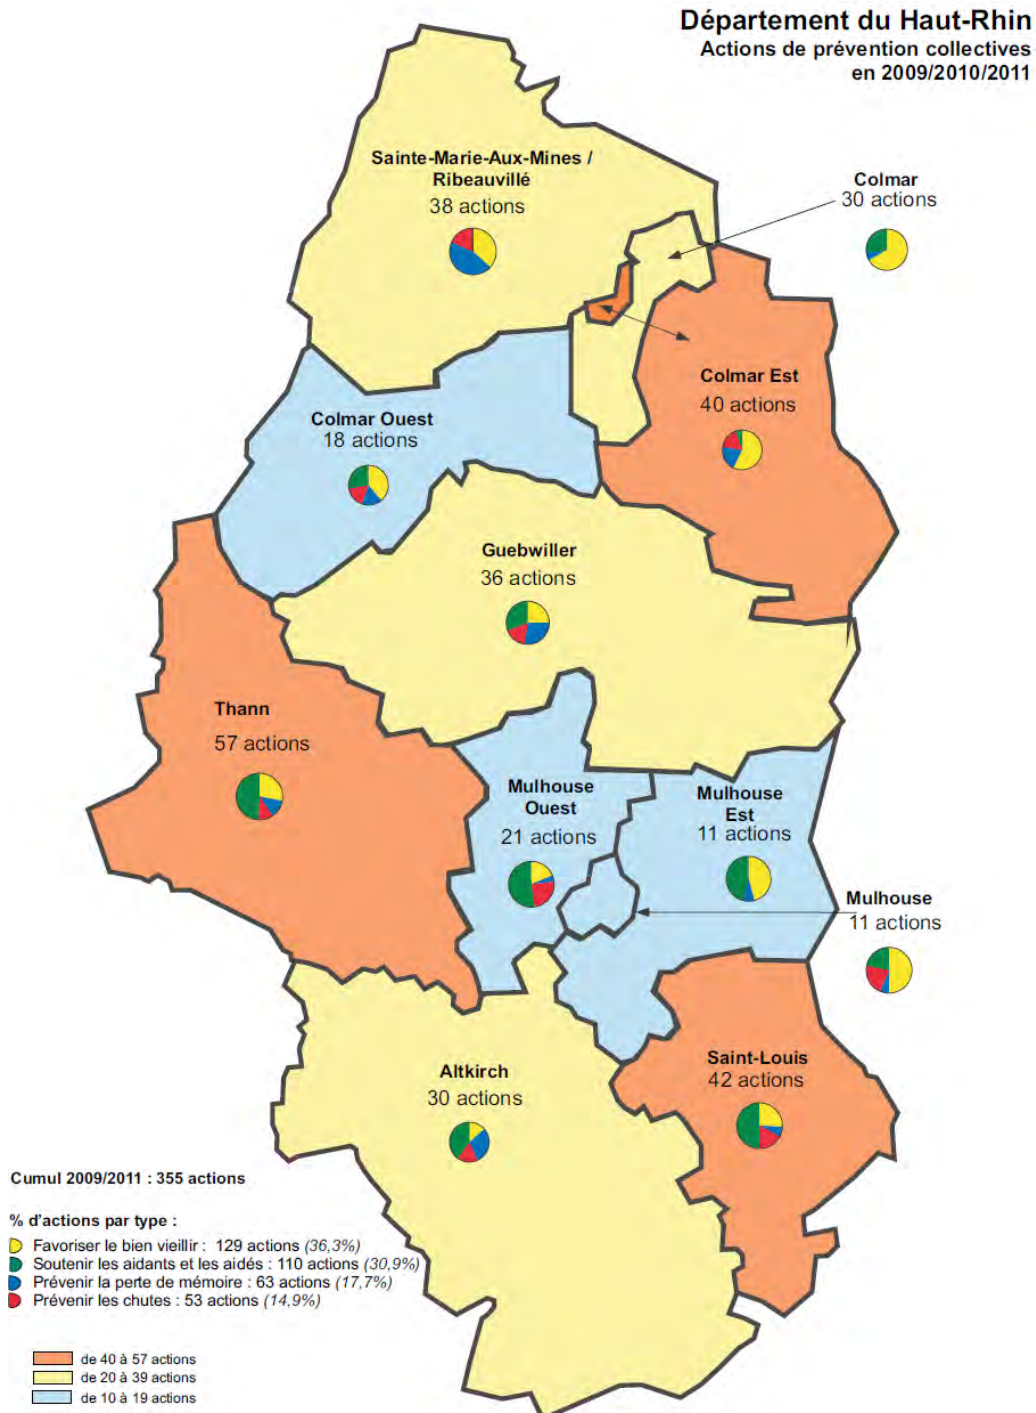 Département du Haut-Rhin
Actions de prévention collectives
en 2009/2010/2011
Sainte-Marie-Aux-Mines /
Ribeauvillé
38 actions
Colmar
30 actions
Colmar Est
40 actions
Colmar Ouest
18 actions
Guebwiller
36 actions
Thann
57 actions
Mulhouse
Ouest
21 actions
Mulhouse
Est
11 actions
Mulhouse
11 actions
Saint-Louis
42 actions
Altkirch
30 actions
Cumul 2009/2011 : 355 actions
% d'actions par type :
Favoriser le bien vieillir : 129 actions (36,3%)
Soutenir les aidants et les aidés : 110 actions (30,9%)
Prévenir la perte de mémoire : 63 actions (17,7%)
Prévenir les chutes : 53 actions (14,9%)
de 40 à 57 actions
de 20 à 39 actions
de 10 à 19 actions